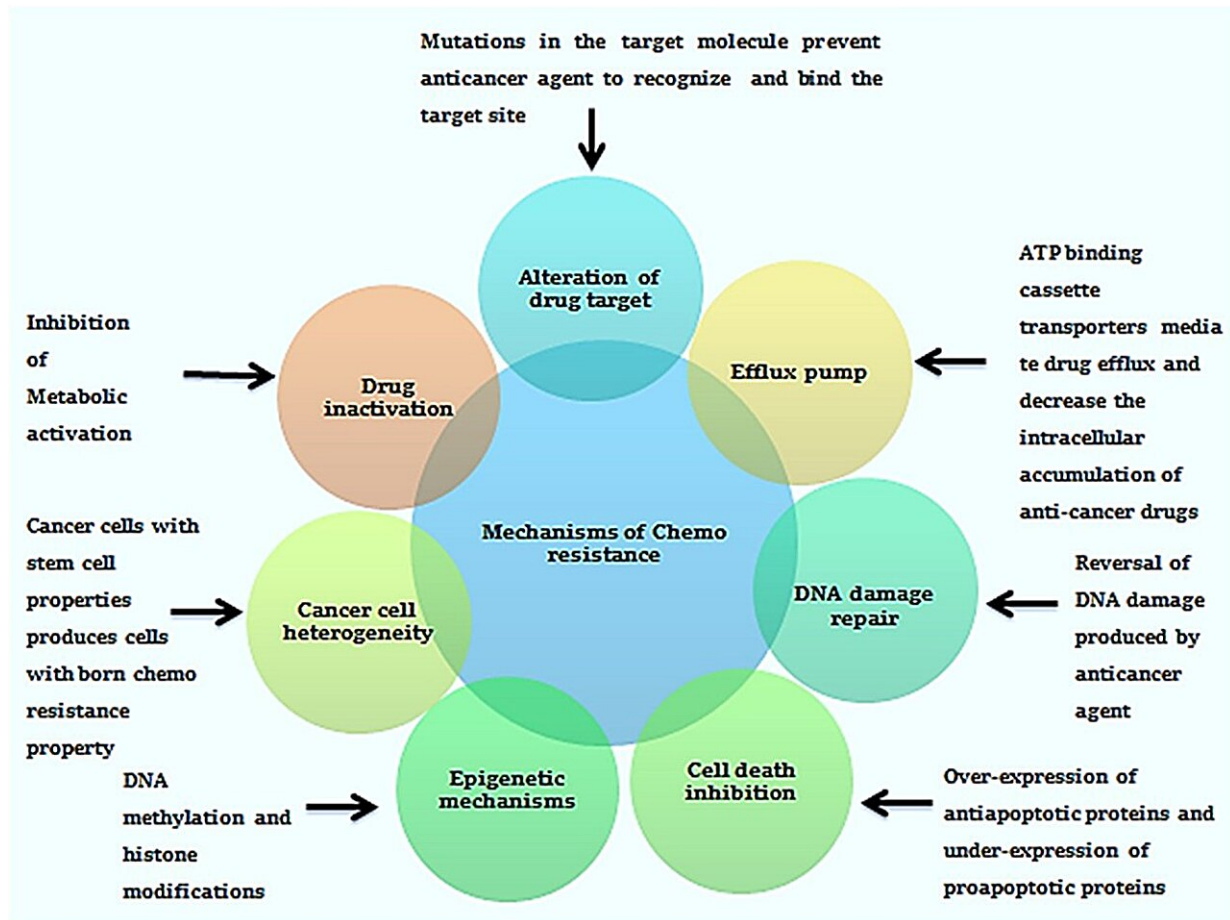 Mutations in the target molecule prevent
anticancer agent to recognize and bind the
target site
Alteration of
drug target
ATP binding
cassette
transporters media
te drug efflux and
decrease the
intracellular
accumulation of
anti-cancer drugs
Efflux pump
Inhibition
of
Metabolic
activation
Drug
inactivation
Mechanisms of Chemo
resistance
Cancer cells with
stem cell
properties
produces cells
with born chemo
resistance
property
Cancer cell
heterogeneity
DNA damage
repair
Reversal of
DNA damage
produced by
anticancer
agent
DNA
methylation and
histone
modifications
Epigenetic
mechanisms
Cell death
inhibition
Over-expression of
antiapoptotic proteins and
under-expression of
proapoptotic proteins